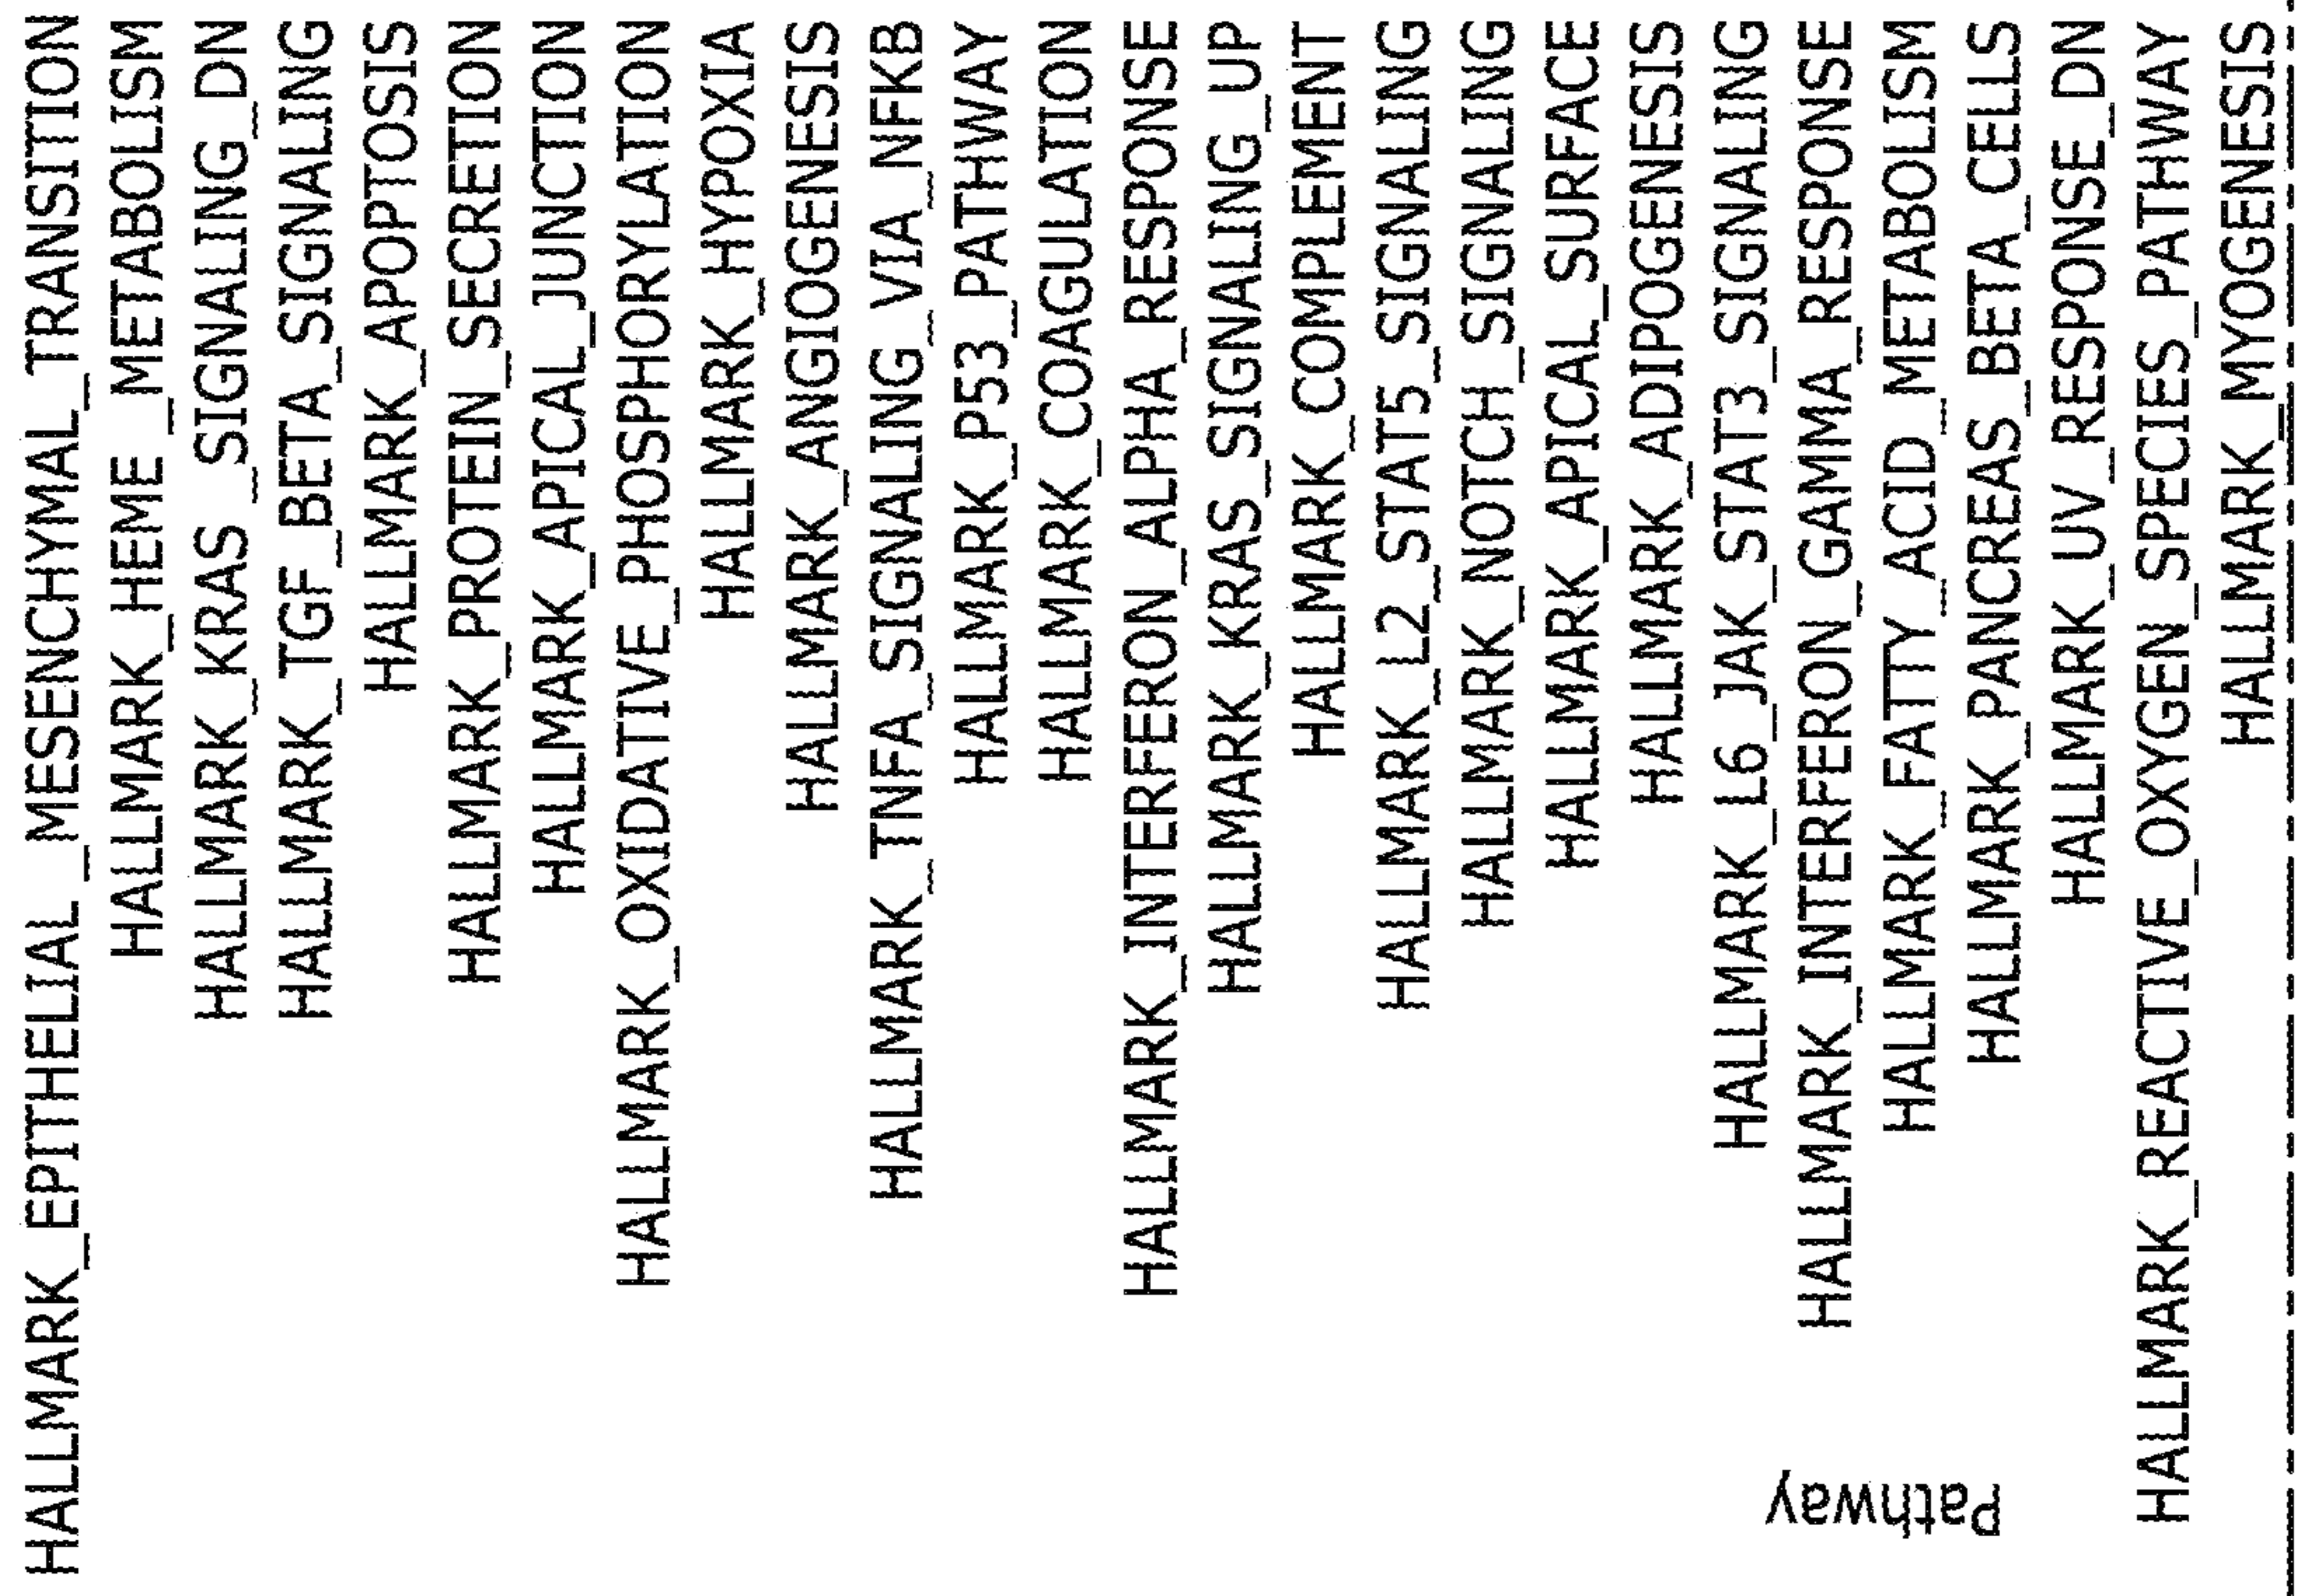 HALLMARK_EPITHELIAL_MESENCHYMAL_TRANSITION
HALLMARK_HEME_METABOLISM
HALLMARK_KRAS_SIGNALING_DN
HALLMARK_TGF_BETA_SIGNALING
HALLMARK_APOPTOSIS
HALLMARK_PROTEIN_SECRETION
HALLMARK_APICAL_JUNCTION
HALLMARK_OXIDATIVE_PHOSPHORYLATION
HALLMARK_HYPOXIA
HALLMARK_ANGIOGENESIS
HALLMARK_TNFA_SIGNALING_VIA_NFKB
HALLMARK_P53_PATHWAY
HALLMARK_COAGULATION
HALLMARK_INTERFERON_ALPHA_RESPONSE
HALLMARK_KRAS_SIGNALING_UP
HALLMARK_COMPLEMENT
HALLMARK_L2_STAT5_SIGNALING
HALLMARK_NOTCH_SIGNALING
HALLMARK_APICAL_SURFACE
HALLMARK_ADIPOGENESIS
HALLMARK_L6_JAK_STAT3_SIGNALING
HALLMARK_INTERFERON_GAMMA_RESPONSE
HALLMARK_FATTY_ACID_METABOLISM
HALLMARK_PANCREAS_BETA_CELLS
HALLMARK_UV_RESPONSE_DN
HALLMARK_REACTIVE_OXYGEN_SPECIES_PATHWAY
HALLMARK_MYOGENESIS
Pathway